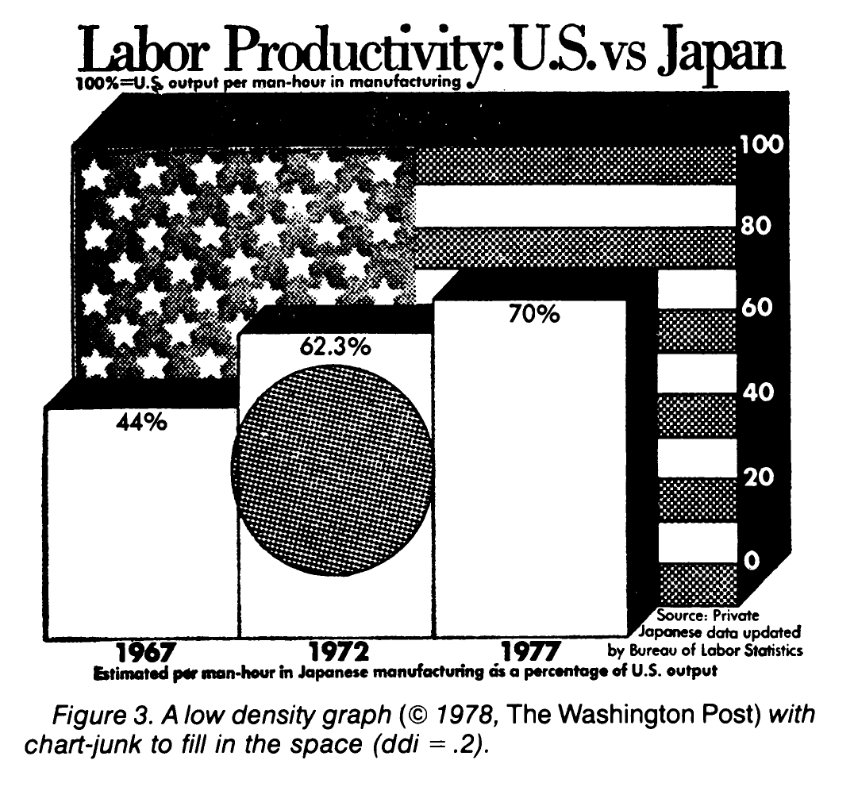 Labor Productivity: U.S. vs Japan
100%=U.S. output per man-hour in manufacturing
100
80
60
40
20
0
70%
62.3%
44%
Source: Private
Japanese data updated
by Bureau of Labor Statistics
1967 1972 1977
Estimated per man-hour in Japanese manufacturing as a percentage of U.S. output
Figure 3. A low density graph (© 1978, The Washington Post) with
chart-junk to fill in the space (ddi = .2).